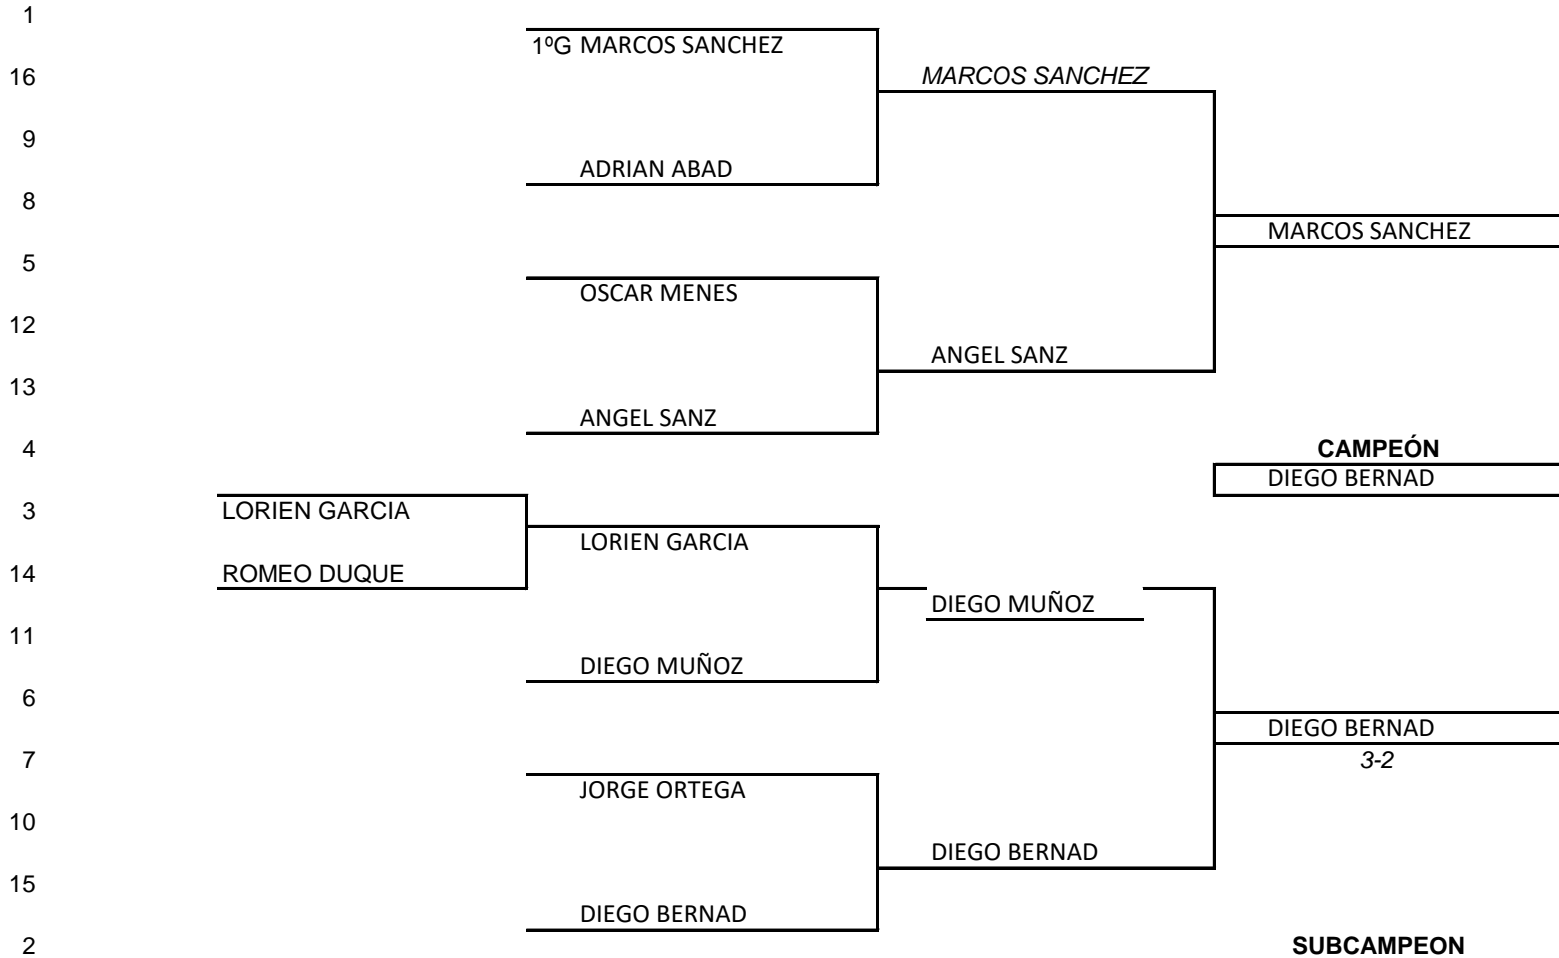 1
1ºG MARCOS SANCHEZ
16
MARCOS SANCHEZ
9
ADRIAN ABAD
8
MARCOS SANCHEZ
5
OSCAR MENES
12
ANGEL SANZ
13
ANGEL SANZ
4
CAMPEÓN
DIEGO BERNAD
3
LORIEN GARCIA
LORIEN GARCIA
14
ROMEO DUQUE
DIEGO MUÑOZ
11
DIEGO MUÑOZ
6
DIEGO BERNAD
7
3-2
JORGE ORTEGA
10
DIEGO BERNAD
15
DIEGO BERNAD
2
SUBCAMPEON